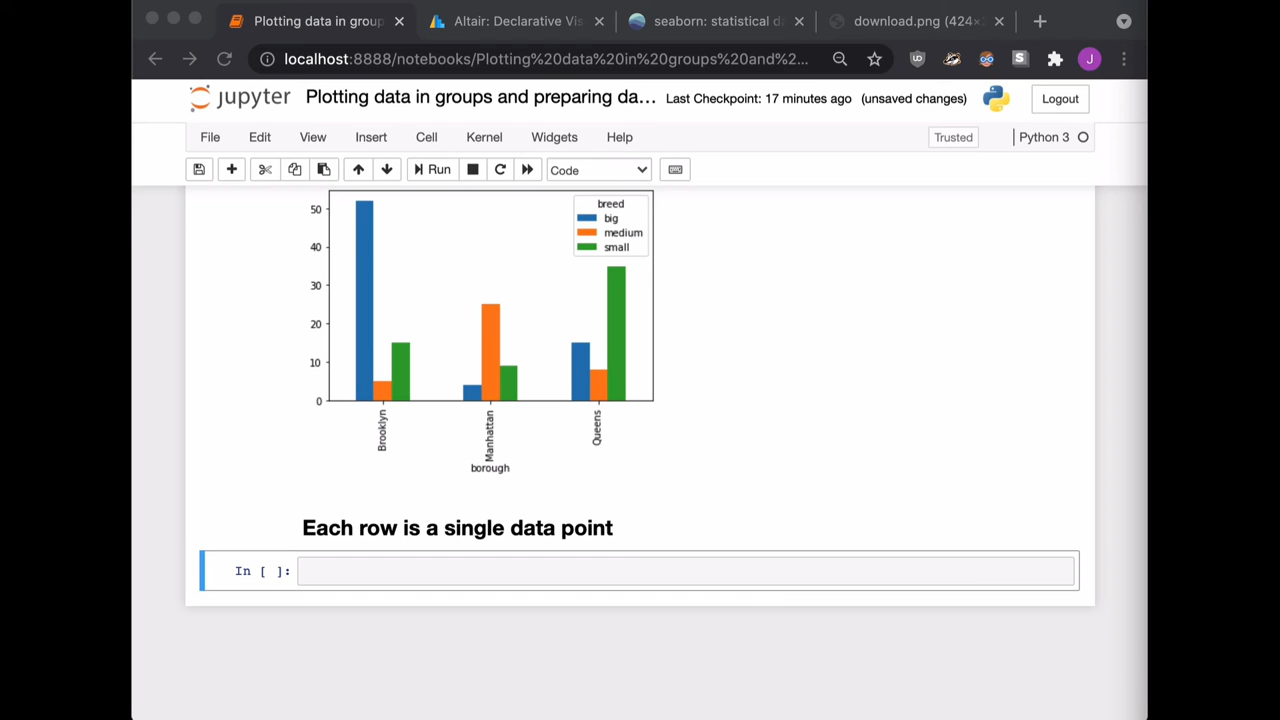 Plotting data in group
Altair: Declarative Vis
seaborn: statistical d
download.png (424×
localhost:8888/notebooks/Plotting%20data%20in%20groups%20and%2...
J
jupyter Plotting data in groups and preparing da... Last Checkpoint: 17 minutes ago (unsaved changes) Logout
File Edit View Insert Cell Kernel Widgets Help Trusted Python 3
Run Code
breed
big
medium
small
50
40
30
20
10
0
Brooklyn
Manhattan
Queens
borough
Each row is a single data point
In [ ]: